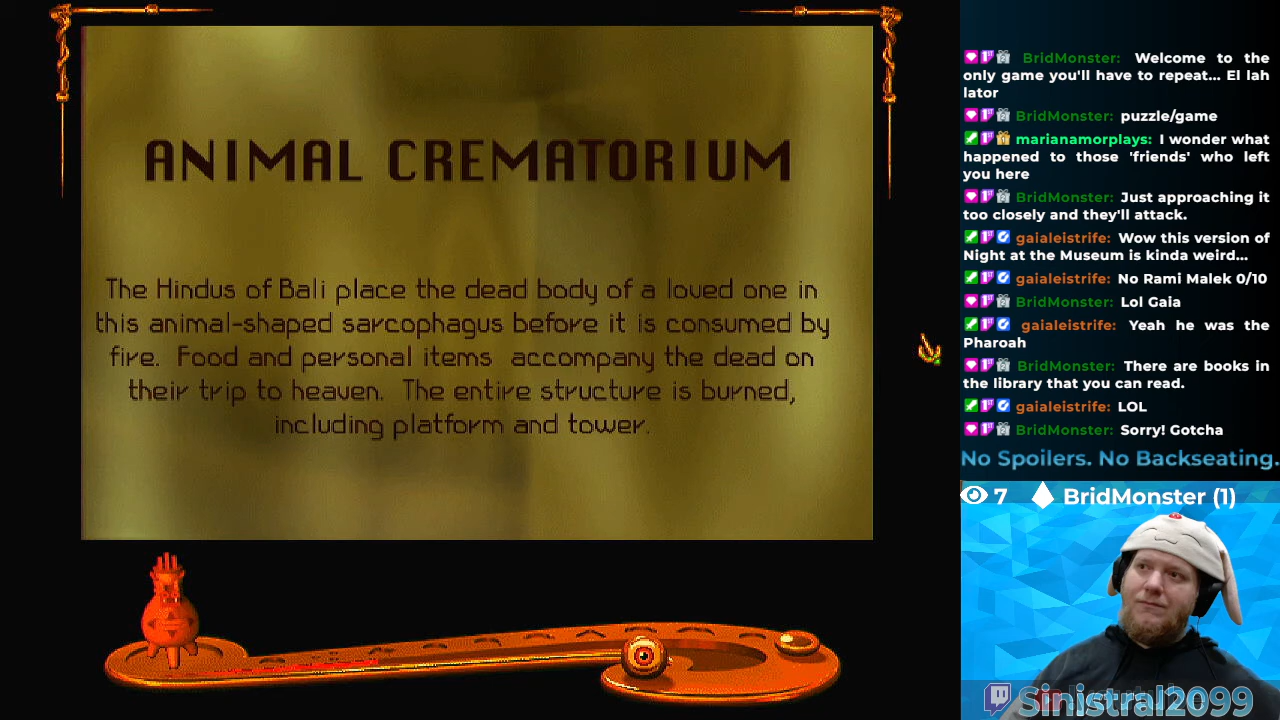 ANIMAL CREMATORIUM
The Hindus of Bali place the dead body of a loved one in
this animal-shaped sarcophagus before it is consumed by
fire.  Food and personal items  accompany the dead on
their trip to heaven.  The entire structure is burned,
including platform and tower.
BridMonster: Welcome to the
only game you'll have to repeat... El lah
lator
BridMonster: puzzle/game
marianamorplays: I wonder what
happened to those 'friends' who left
you here
BridMonster: Just approaching it
too closely and they'll attack.
gaialeistrife: Wow this version of
Night at the Museum is kinda weird...
gaialeistrife: No Rami Malek 0/10
BridMonster: Lol Gaia
gaialeistrife: Yeah he was the
Pharoah
BridMonster: There are books in
the library that you can read.
gaialeistrife: LOL
BridMonster: Sorry! Gotcha
No Spoilers. No Backseating.
7 BridMonster (1)
Sinistral2099